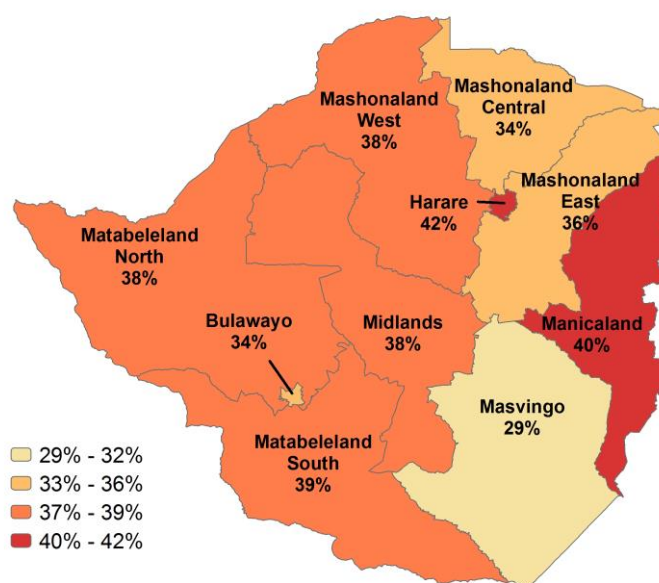 Mashonaland
Central
34%
Mashonaland
West
38%
Mashonaland
East
36%
Harare
42%
Matabeleland
North
38%
Bulawayo
34%
Midlands
38%
Manicaland
40%
Masvingo
29%
Matabeleland
South
39%
29% - 32%
33% - 36%
37% - 39%
40% - 42%